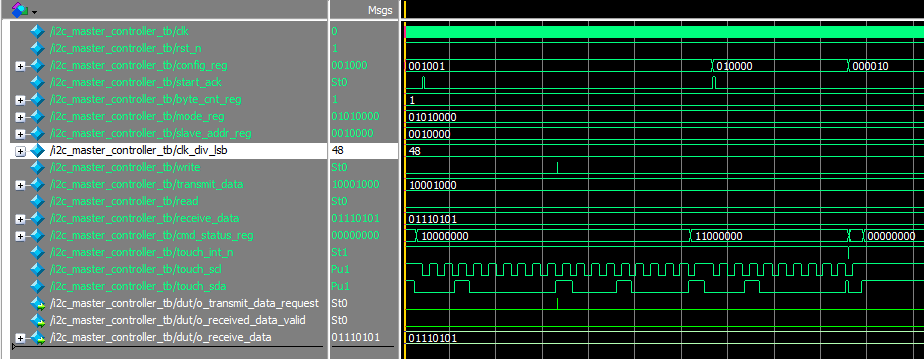 Msgs
/i2c_master_controller_tb/clk 0
/i2c_master_controller_tb/rst_n 1
/i2c_master_controller_tb/config_reg 001000 001001 010000 000010
/i2c_master_controller_tb/start_ack St0
/i2c_master_controller_tb/byte_cnt_reg 1 1
/i2c_master_controller_tb/mode_reg 01010000 01010000
/i2c_master_controller_tb/slave_addr_reg 0010000 0010000
/i2c_master_controller_tb/clk_div_lsb 48 48
/i2c_master_controller_tb/write St0
/i2c_master_controller_tb/transmit_data 10001000 10001000
/i2c_master_controller_tb/read St0
/i2c_master_controller_tb/receive_data 01110101 01110101
/i2c_master_controller_tb/cmd_status_reg 00000000 10000000 11000000 00000000
/i2c_master_controller_tb/touch_int_n St1
/i2c_master_controller_tb/touch_scl Pu1
/i2c_master_controller_tb/touch_sda Pu1
/i2c_master_controller_tb/dut/o_transmit_data_request St0
/i2c_master_controller_tb/dut/o_received_data_valid St0
/i2c_master_controller_tb/dut/o_receive_data 01110101 01110101